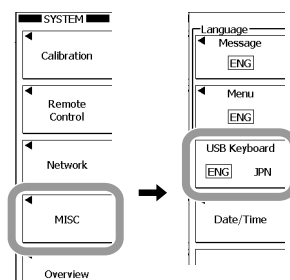 SYSTEM
Calibration
Remote
Control
Network
MISC
Overview
Language
Message
ENG
Menu
ENG
USB Keyboard
ENG JPN
Date/Time